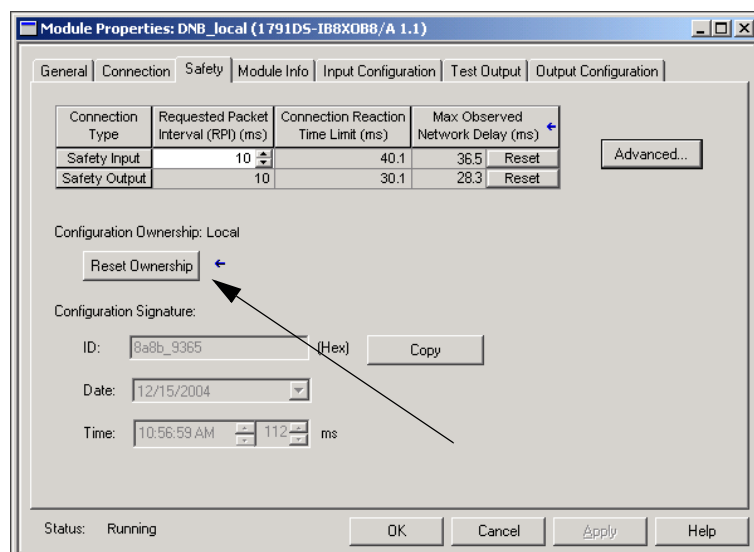 Module Properties: DNB_local (1791DS-IB8XOB8/A 1.1)
General Connection Safety Module Info Input Configuration Test Output Output Configuration
Connection Type Requested Packet Interval (RPI) (ms) Connection Reaction Time Limit (ms) Max Observed Network Delay (ms)
Safety Input 10 40.1 36.5 Reset
Safety Output 10 30.1 28.3 Reset
Advanced...
Configuration Ownership: Local
Reset Ownership
Configuration Signature:
ID: 8a8b_9365 (Hex) Copy
Date: 12/15/2004
Time: 10:56:59 AM 112 ms
Status: Running OK Cancel Apply Help